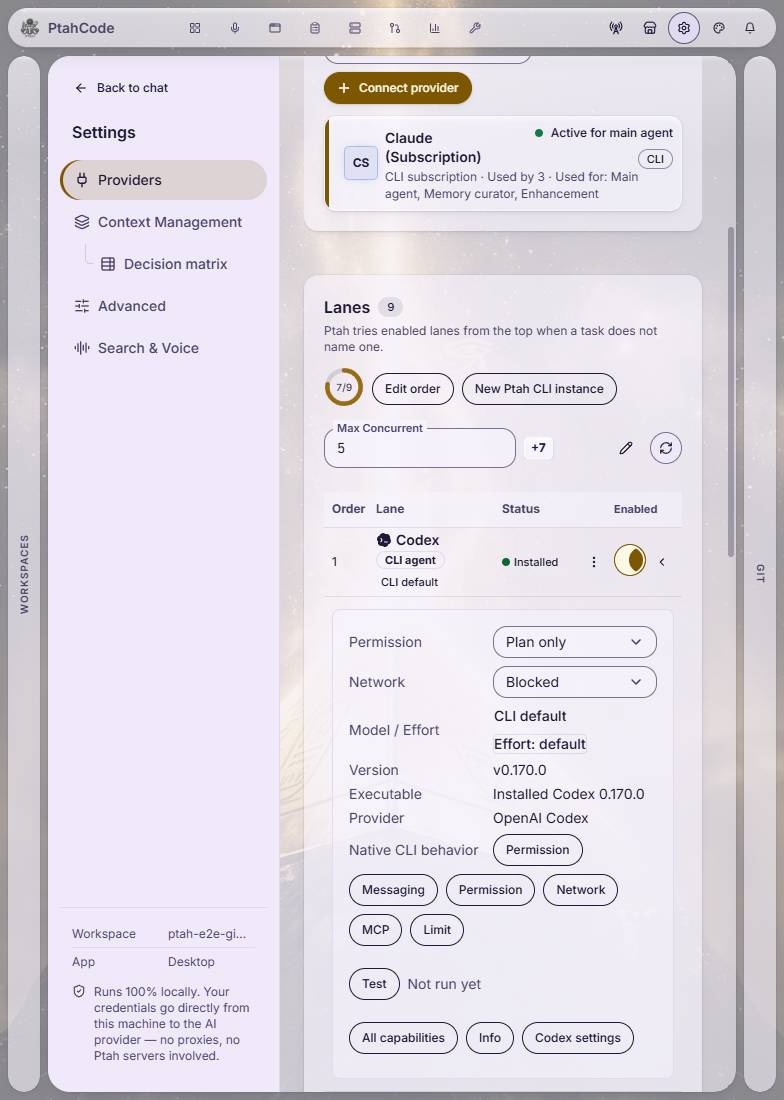 PtahCode
Back to chat
Settings
Providers
Context Management
Decision matrix
Advanced
Search & Voice
Workspace
ptah-e2e-gi...
App
Desktop
Runs 100% locally. Your
credentials go directly from
this machine to the AI
provider — no proxies, no
Ptah servers involved.
WORKSPACES
Connect provider
CS
Claude
(Subscription)
Active for main agent
CLI
CLI subscription · Used by 3 · Used for: Main
agent, Memory curator, Enhancement
Lanes 9
Ptah tries enabled lanes from the top when a task does not
name one.
7/9
Edit order
New Ptah CLI instance
Max Concurrent
5
+7
Order Lane Status Enabled
1
Codex
CLI agent
CLI default
Installed
Permission
Plan only
Network
Blocked
Model / Effort
CLI default
Effort: default
Version
v0.170.0
Executable
Installed Codex 0.170.0
Provider
OpenAI Codex
Native CLI behavior
Permission
Messaging
Permission
Network
MCP
Limit
Test
Not run yet
All capabilities
Info
Codex settings
GIT